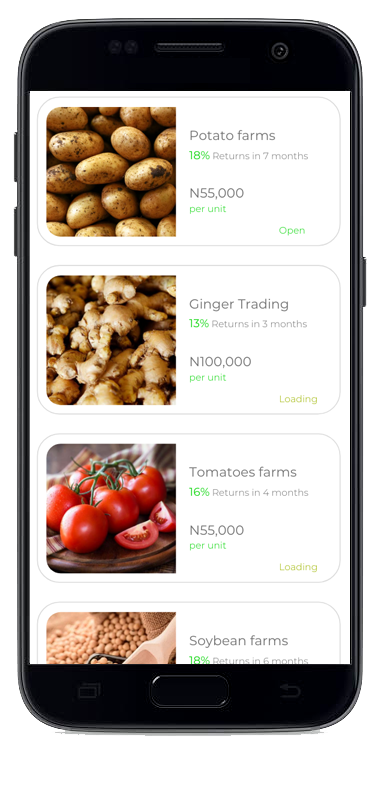 Potato farms
18% Returns in 7 months
N55,000
per unit
Open
Ginger Trading
13% Returns in 3 months
N100,000
per unit
Loading
Tomatoes farms
16% Returns in 4 months
N55,000
per unit
Loading
Soybean farms
18% Returns in 6 months